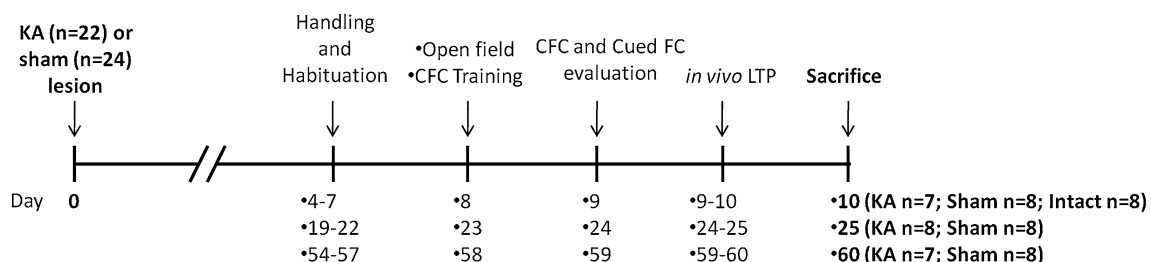 KA (n=22) or
sham (n=24)
lesion
Handling
and
Habituation
•Open field
•CFC Training
CFC and Cued FC
evaluation
in vivo LTP
Sacrifice
Day 0 •4-7 •8 •9 •9-10 •10 (KA n=7; Sham n=8; Intact n=8)
•19-22 •23 •24 •24-25 •25 (KA n=8; Sham n=8)
•54-57 •58 •59 •59-60 •60 (KA n=7; Sham n=8)